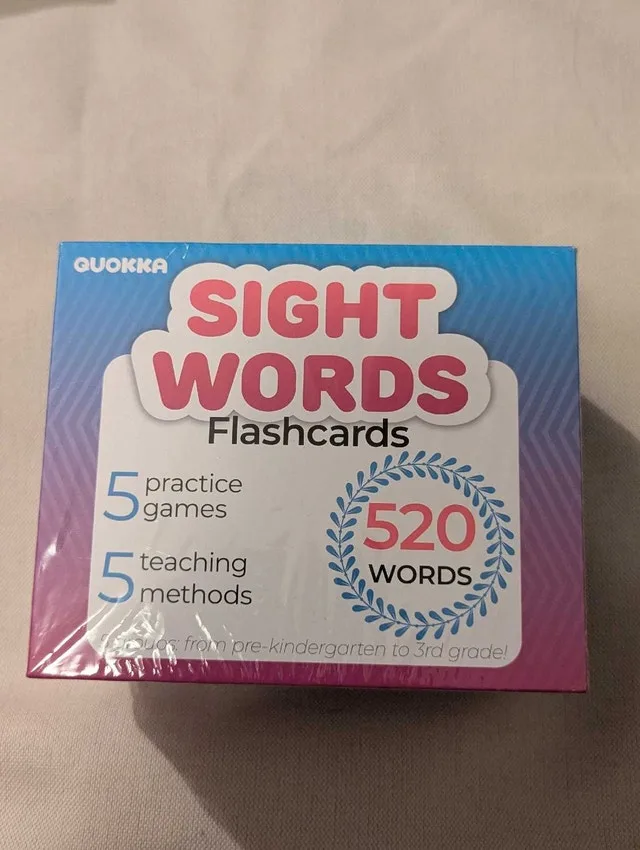 QUOKKA
SIGHT
WORDS
Flashcards
5 practice
games
5 teaching
methods
520
WORDS
from pre-kindergarten to 3rd grade!